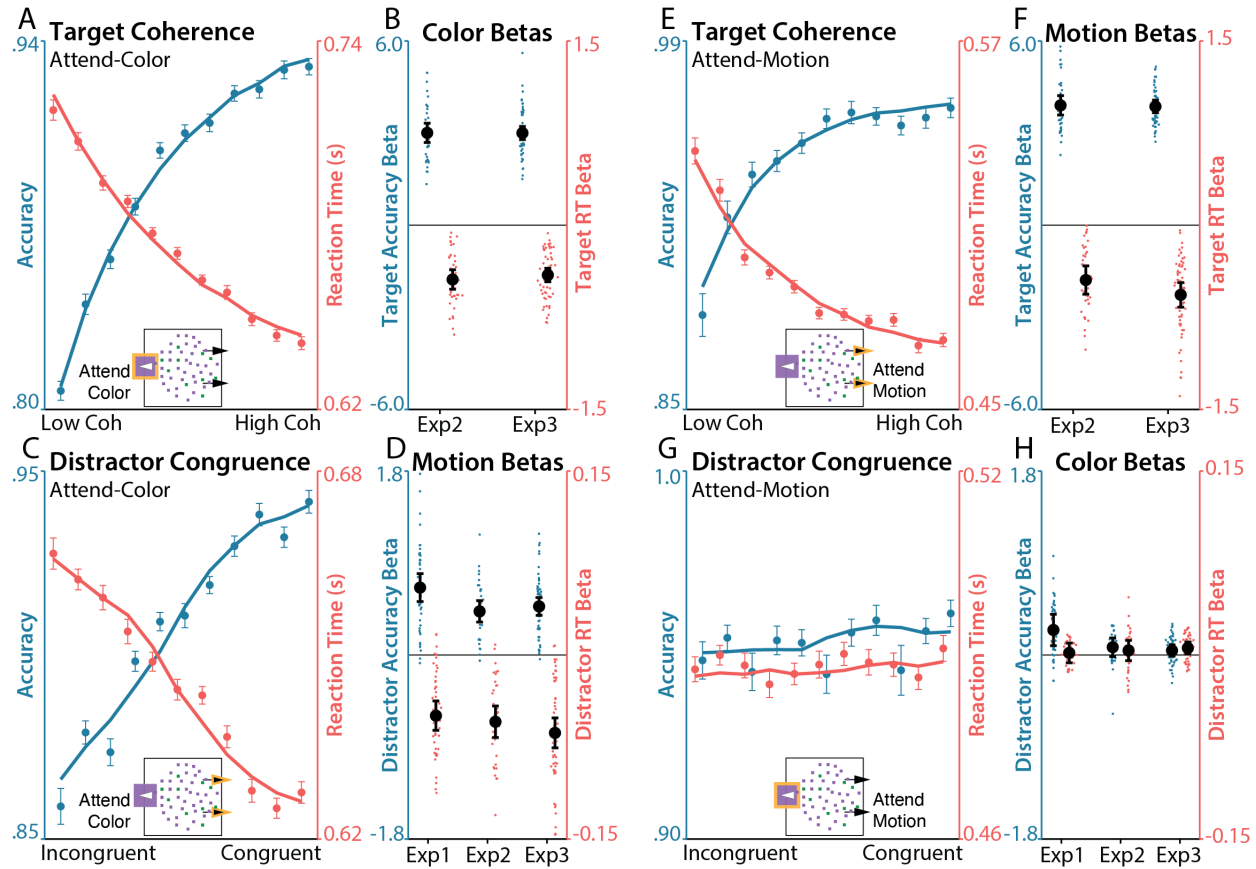 A
Target Coherence
Attend-Color
.94
0.74
Accuracy
Reaction Time (s)
Attend
Color
.80
0.62
Low Coh
High Coh
B
Color Betas
6.0
1.5
Target Accuracy Beta
Target RT Beta
-6.0
-1.5
Exp2
Exp3
E
Target Coherence
Attend-Motion
.99
0.57
Accuracy
Reaction Time (s)
Attend
Motion
.85
0.45
Low Coh
High Coh
F
Motion Betas
6.0
1.5
Target Accuracy Beta
Target RT Beta
-6.0
-1.5
Exp2
Exp3
C
Distractor Congruence
Attend-Color
.95
0.68
Accuracy
Reaction Time (s)
Attend
Color
.85
0.62
Incongruent
Congruent
D
Motion Betas
1.8
0.15
Distractor Accuracy Beta
Distractor RT Beta
-1.8
-0.15
Exp1
Exp2
Exp3
G
Distractor Congruence
Attend-Motion
1.0
0.52
Accuracy
Reaction Time (s)
Attend
Motion
.90
0.46
Incongruent
Congruent
H
Color Betas
1.8
0.15
Distractor Accuracy Beta
Distractor RT Beta
-1.8
-0.15
Exp1
Exp2
Exp3